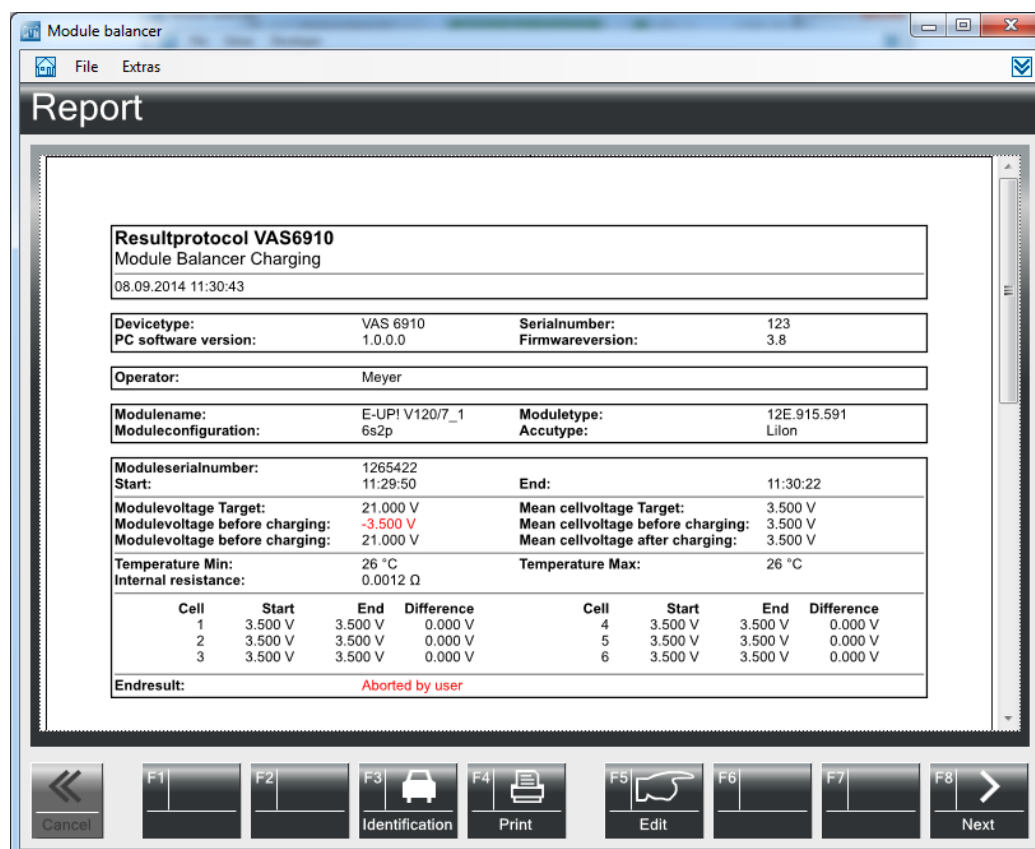 Module balancer
File Extras
Report
Resultprotocol VAS6910
Module Balancer Charging
08.09.2014 11:30:43
Devicetype: VAS 6910 Serialnumber: 123
PC software version: 1.0.0.0 Firmwareversion: 3.8
Operator: Meyer
Modulename: E-UP! V120/7_1 Moduletype: 12E.915.591
Moduleconfiguration: 6s2p Accutype: LiIon
Moduleserialnumber: 1265422
Start: 11:29:50 End: 11:30:22
Modulevoltage Target: 21.000 V Mean cellvoltage Target: 3.500 V
Modulevoltage before charging: -3.500 V Mean cellvoltage before charging: 3.500 V
Modulevoltage before charging: 21.000 V Mean cellvoltage after charging: 3.500 V
Temperature Min: 26 °C Temperature Max: 26 °C
Internal resistance: 0.0012 Ω
Cell Start End Difference Cell Start End Difference
1 3.500 V 3.500 V 0.000 V 4 3.500 V 3.500 V 0.000 V
2 3.500 V 3.500 V 0.000 V 5 3.500 V 3.500 V 0.000 V
3 3.500 V 3.500 V 0.000 V 6 3.500 V 3.500 V 0.000 V
Endresult: Aborted by user
F1 F2 F3 F4 F5 F6 F7 F8
Cancel Identification Print Edit Next